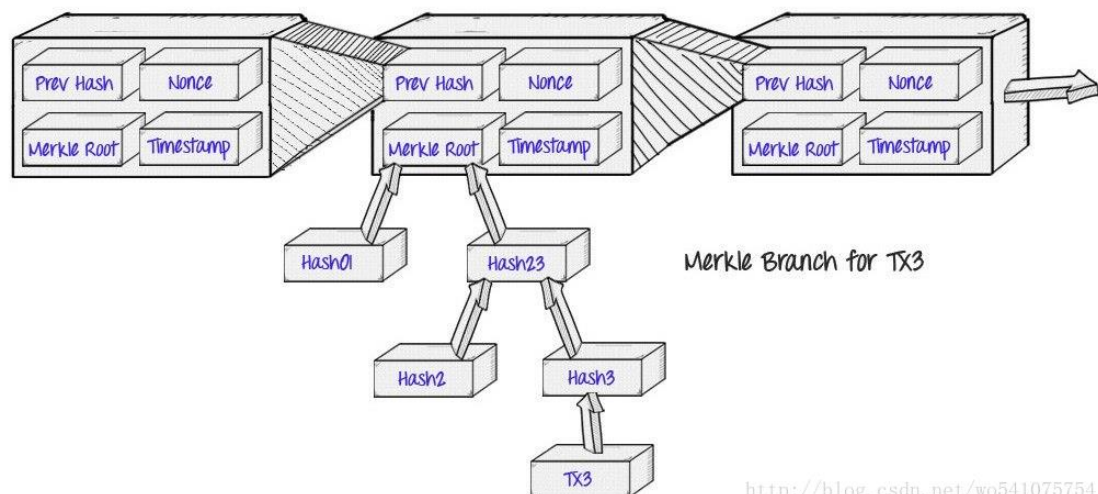 Prev Hash Nonce Prev Hash Nonce Prev Hash Nonce
Merkle Root Timestamp Merkle Root Timestamp Merkle Root Timestamp
Hash01 Hash23 Merkle Branch for TX3
Hash2 Hash3
TX3
http://blog.csdn.net/wo541075754